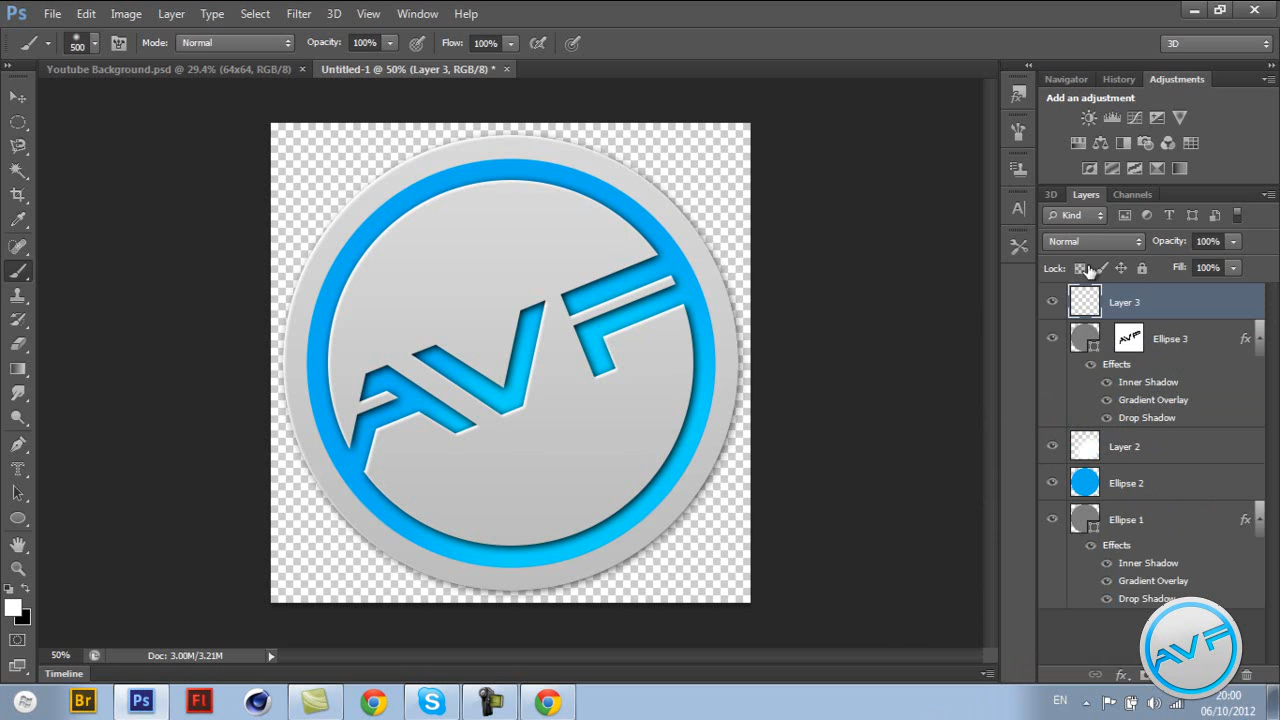 Ps File Edit Image Layer Type Select Filter 3D View Window Help
500 Mode: Normal Opacity: 100% Flow: 100% 3D
Youtube Background.psd @ 29.4% (64x64, RGB/8) × Untitled-1 @ 50% (Layer 3, RGB/8) * ×
Navigator History Adjustments
Add an adjustment
3D Layers Channels
Kind
Normal Opacity: 100%
Lock: Fill: 100%
Layer 3
Ellipse 3 fx
Effects
Inner Shadow
Gradient Overlay
Drop Shadow
Layer 2
Ellipse 2
Ellipse 1 fx
Effects
Inner Shadow
Gradient Overlay
Drop Shadow
AVF
AVF
50% Doc: 3.00M/3.21M
Timeline
Br Ps Fl EN 20:00
06/10/2012